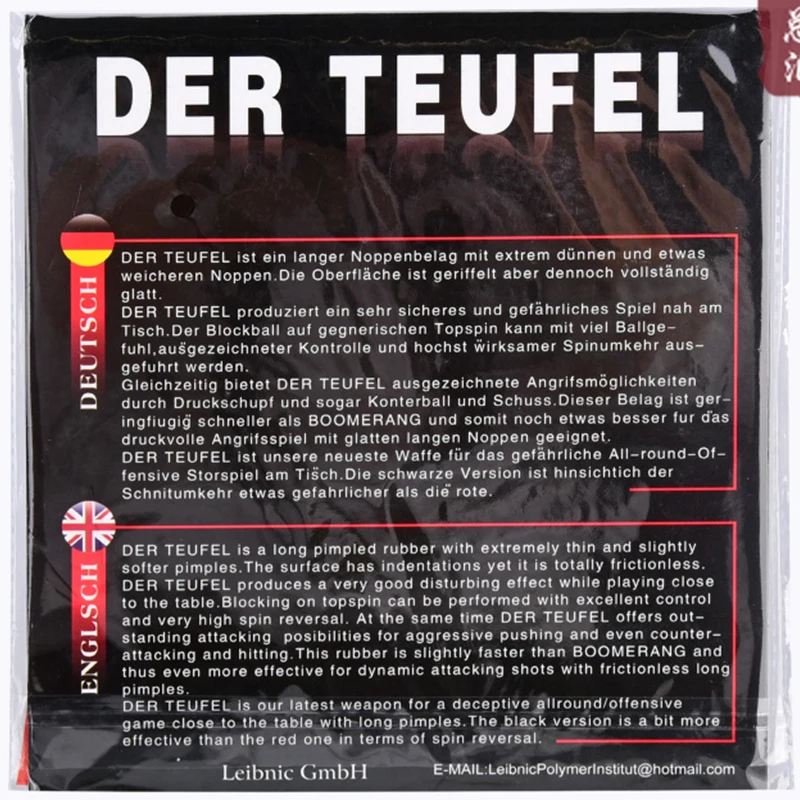 DER TEUFEL
DEUTSCH
DER TEUFEL ist ein langer Noppenbelag mit extrem dünnen und etwas
weicheren Noppen.Die Oberfläche ist geriffelt aber dennoch vollständig
glatt.
DER TEUFEL produziert ein sehr sicheres und gefährliches Spiel nah am
Tisch.Der Blockball auf gegnerischen Topspin kann mit viel Ballge-
fuhl,ausgezeichneter Kontrolle und hochst wirksamer Spinumkehr aus-
gefuhrt werden.
Gleichzeitig bietet DER TEUFEL ausgezeichnete Angrifsmöglichkeiten
durch Druckschupf und sogar Konterball und Schuss.Dieser Belag ist ger-
ingfiugig schneller als BOOMERANG und somit noch etwas besser fur das
druckvolle Angriffsspiel mit glatten langen Noppen geeignet.
DER TEUFEL ist unsere neueste Waffe für das gefährliche All-round-Of-
fensive Storspiel am Tisch.Die schwarze Version ist hinsichtich der
Schnitumkehr etwas gefahrlicher als die rote.
ENGLSCH
DER TEUFEL is a long pimpled rubber with extremely thin and slightly
softer pimples.The surface has indentations yet it is totally frictionless.
DER TEUFEL produces a very good disturbing effect while playing close
to the table.Blocking on topspin can be performed with excellent control
and very high spin reversal. At the same time DER TEUFEL offers out-
standing attacking posibilities for aggressive pushing and even counter-
attacking and hitting.This rubber is slightly faster than BOOMERANG and
thus even more effective for dynamic attacking shots with frictionless long
pimples.
DER TEUFEL is our latest weapon for a deceptive allround/offensive
game close to the table with long pimples.The black version is a bit more
effective than the red one in terms of spin reversal.
Leibnic GmbH
E-MAIL:LeibnicPolymerInstitut@hotmail.com